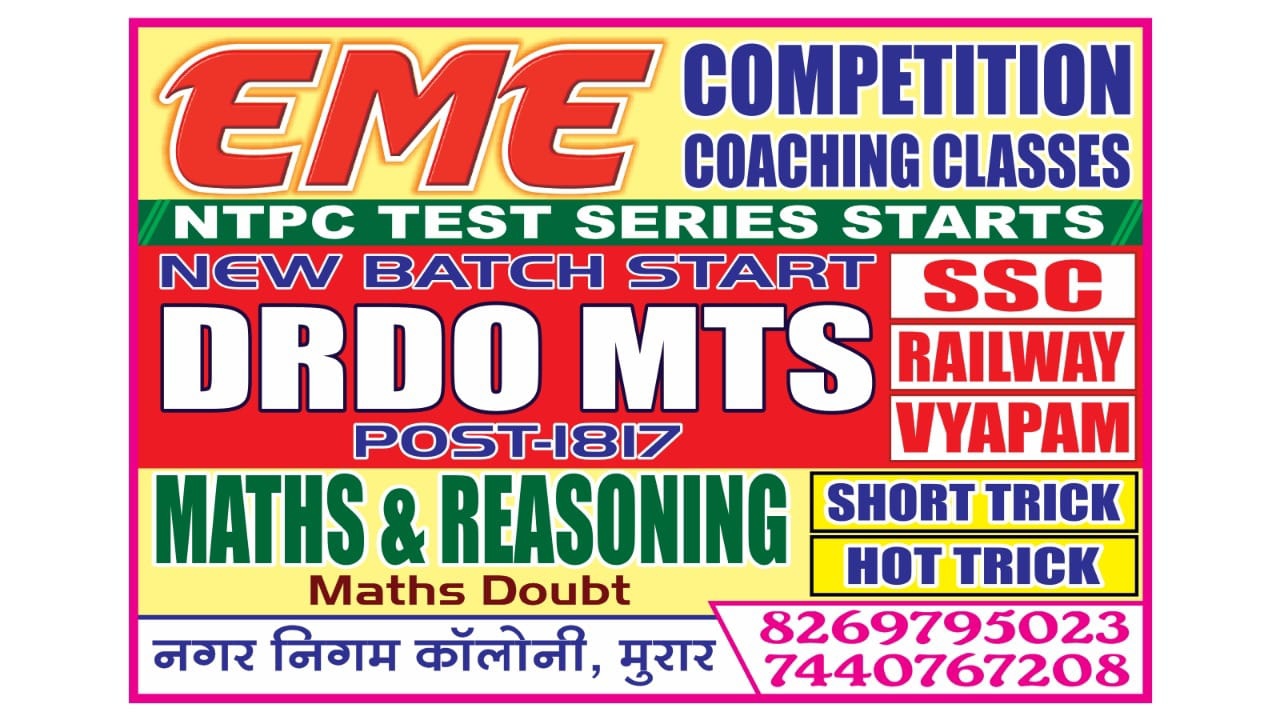 EME
COMPETITION
COACHING CLASSES
NTPC TEST SERIES STARTS
NEW BATCH START
DRDO MTS
POST-1817
SSC
RAILWAY
VYAPAM
MATHS & REASONING
Maths Doubt
SHORT TRICK
HOT TRICK
नगर निगम कॉलोनी, मुरार
8269795023
7440767208